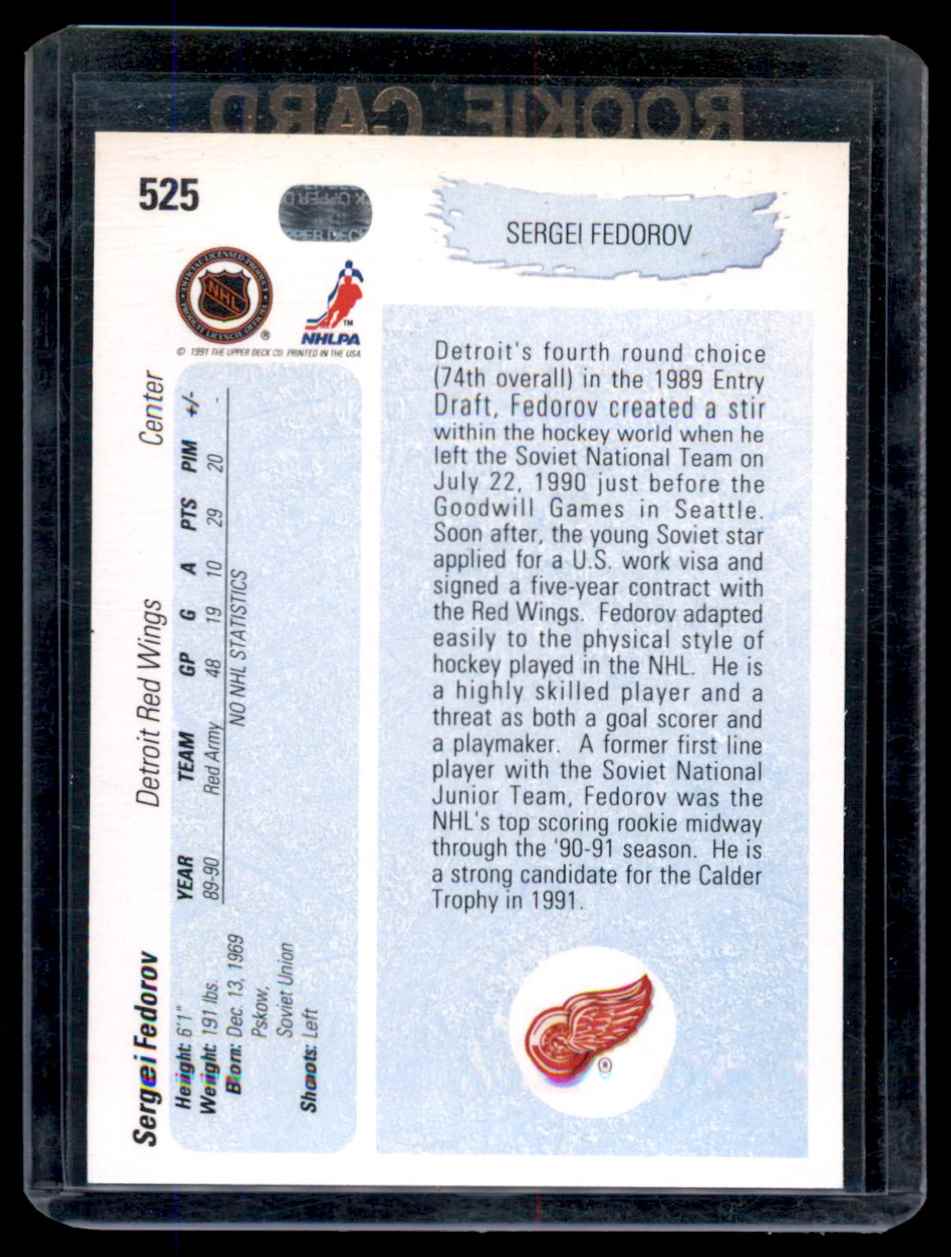 ROOKIE CARD
525
SERGEI FEDOROV
NHL
NHLPA
TM
® 
© 1991 THE UPPER DECK CO. PRINTED IN THE USA
Detroit's fourth round choice
(74th overall) in the 1989 Entry
Draft, Fedorov created a stir
within the hockey world when he
left the Soviet National Team on
July 22, 1990 just before the
Goodwill Games in Seattle.
Soon after, the young Soviet star
applied for a U.S. work visa and
signed a five-year contract with
the Red Wings. Fedorov adapted
easily to the physical style of
hockey played in the NHL. He is
a highly skilled player and a
threat as both a goal scorer and
a playmaker. A former first line
player with the Soviet National
Junior Team, Fedorov was the
NHL's top scoring rookie midway
through the '90-91 season. He is
a strong candidate for the Calder
Trophy in 1991.
®
Sergei Fedorov Detroit Red Wings Center
Height: 6'1"
Weight: 191 lbs.
Born: Dec. 13, 1969
Pskow,
Soviet Union
Shoots: Left
YEAR TEAM GP G A PTS PIM +/-
89-90 Red Army 48 19 10 29 20 -
NO NHL STATISTICS